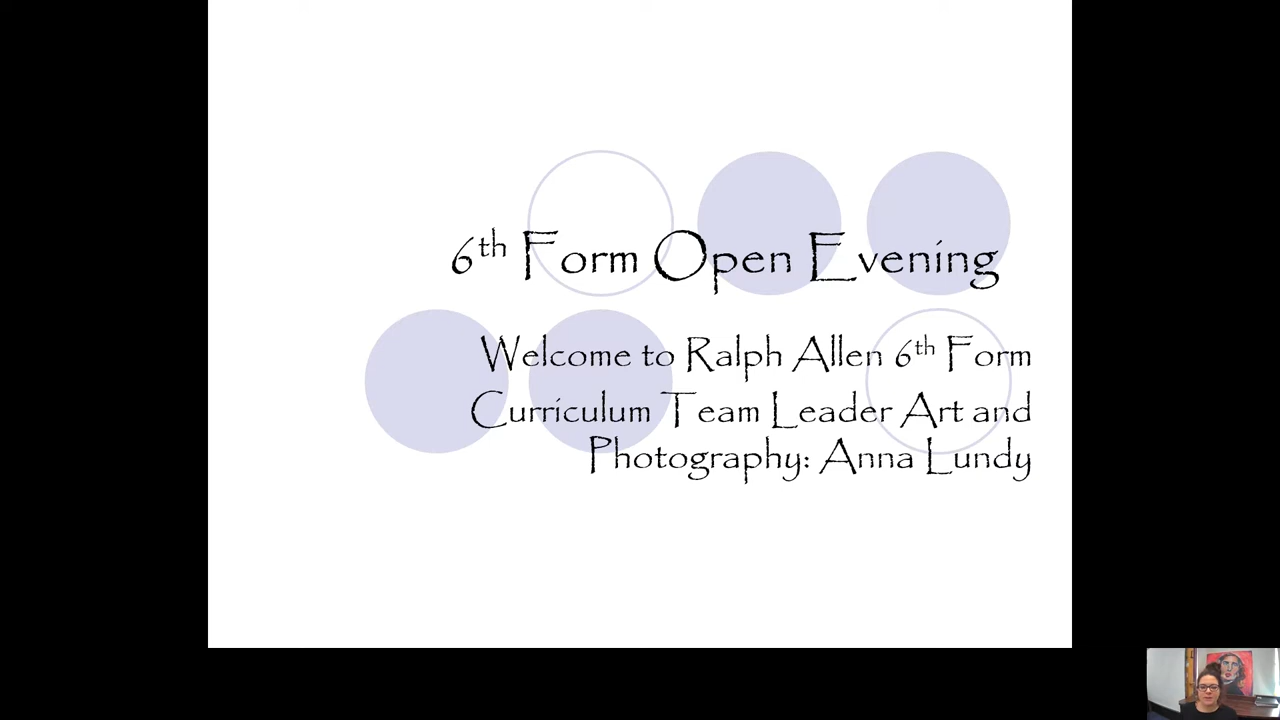 6th Form Open Evening
Welcome to Ralph Allen 6th Form
Curriculum Team Leader Art and
Photography: Anna Lundy